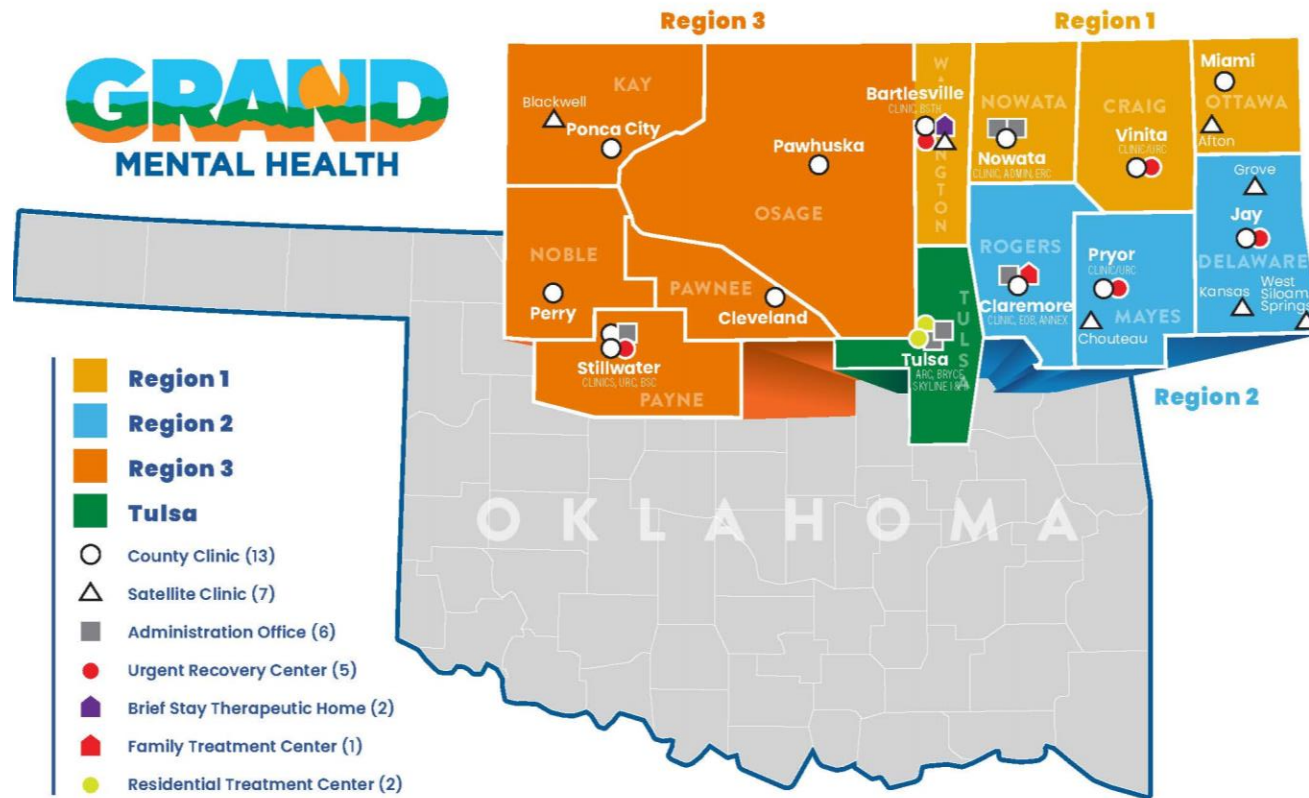 GRAND
MENTAL HEALTH
Region 3
Region 1
KAY
Blackwell
Ponca City
Pawhuska
OSAGE
W
Bartlesville
CLINIC, BSTH
NGTON
NOWATA
Nowata
CLINIC, ADMIN, ERC
CRAIG
Vinita
CLINIC/URC
Miami
OTTAWA
Afton
NOBLE
Perry
PAWNEE
Cleveland
Stillwater
CLINICS, URC, BSC
PAYNE
TULSA
Tulsa
ARC, BRYCE,
SKYLINE I &
ROGERS
Claremore
CLINIC, EOB, ANNEX
Pryor
CLINIC/URC
MAYES
Chouteau
Grove
Jay
DELAWARE
Kansas
West
Siloam
Springs
Region 2
OKLAHOMA
Region 1
Region 2
Region 3
Tulsa
County Clinic (13)
Satellite Clinic (7)
Administration Office (6)
Urgent Recovery Center (5)
Brief Stay Therapeutic Home (2)
Family Treatment Center (1)
Residential Treatment Center (2)